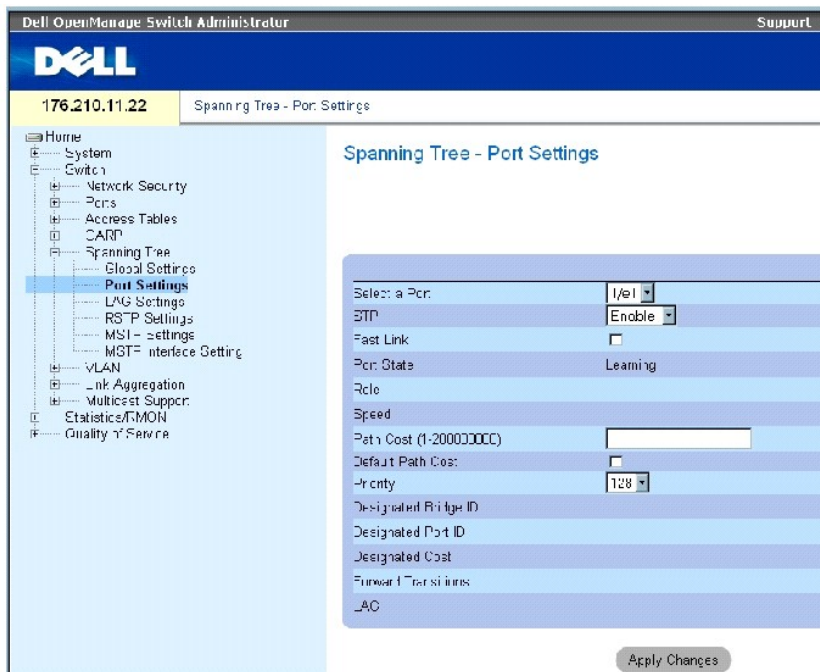 Dell OpenManage Switch Administrator
Support
DELL
176.210.11.22
Spanning Tree - Port Settings
Home
System
Switch
Network Security
Ports
Address Tables
GARP
Spanning Tree
Global Settings
Port Settings
LAG Settings
RSTP Settings
MSTP Settings
MSTP Interface Setting
VLAN
Link Aggregation
Multicast Support
Statistics/RMON
Quality of Service
Spanning Tree - Port Settings
Select a Port
1/e1
STP
Enable
Fast Link
Port State
Learning
Role
Speed
Path Cost (1-200000000)
Default Path Cost
Priority
128
Designated Bridge ID
Designated Port ID
Designated Cost
Forward Transitions
LAG
Apply Changes